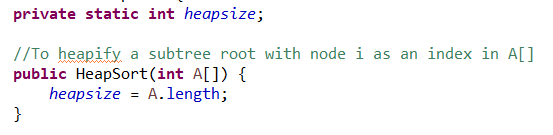 private static int heapsize;
//To heapify a subtree root with node i as an index in A[]
public HeapSort(int A[]) {
heapsize = A.length;
}